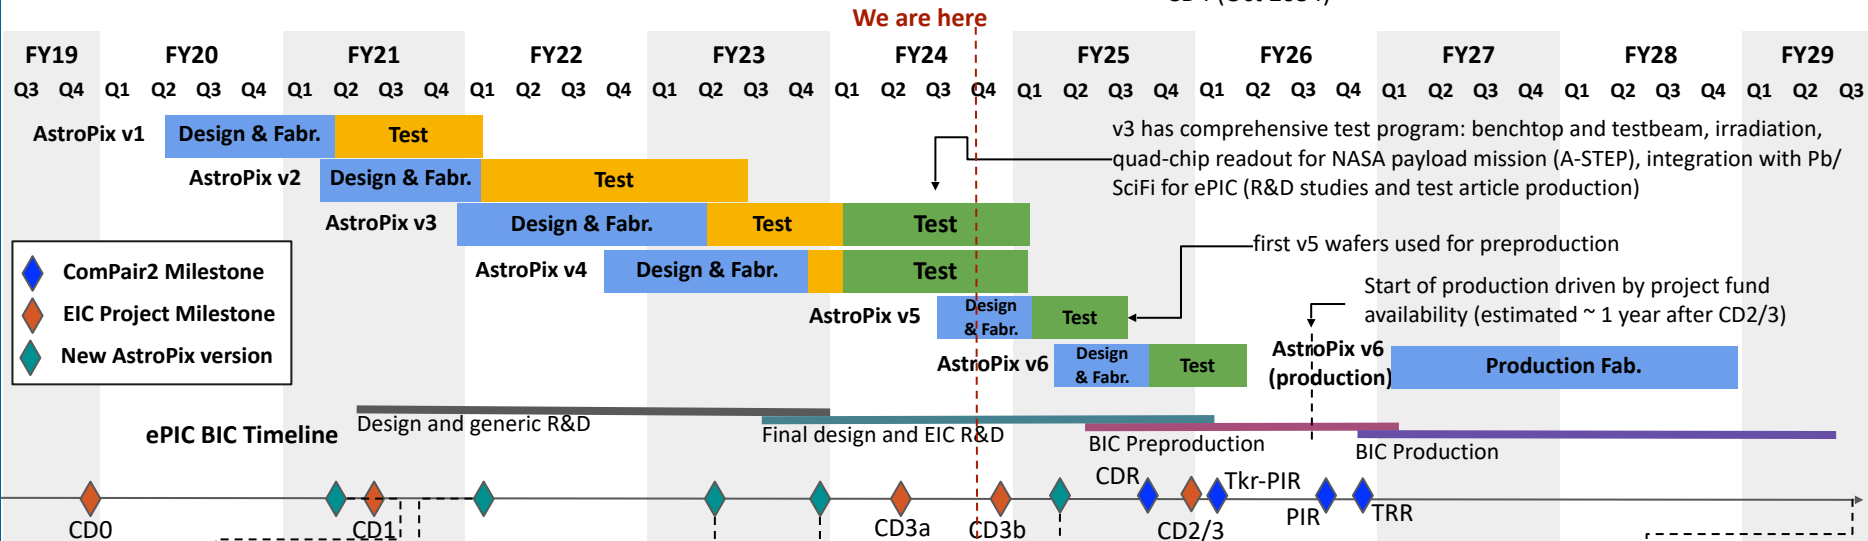 We are here
FY19 FY20 FY21 FY22 FY23 FY24 FY25 FY26 FY27 FY28 FY29
Q3 Q4 Q1 Q2 Q3 Q4 Q1 Q2 Q3 Q4 Q1 Q2 Q3 Q4 Q1 Q2 Q3 Q4 Q1 Q2 Q3 Q4 Q1 Q2 Q3 Q4 Q1 Q2 Q3 Q4 Q1 Q2 Q3 Q4 Q1 Q2 Q3 Q4 Q1 Q2 Q3
AstroPix v1 Design & Fabr. Test
v3 has comprehensive test program: benchtop and testbeam, irradiation,
quad-chip readout for NASA payload mission (A-STEP), integration with Pb/
SciFi for ePIC (R&D studies and test article production)
AstroPix v2 Design & Fabr. Test
AstroPix v3 Design & Fabr. Test Test
first v5 wafers used for preproduction
AstroPix v4 Design & Fabr. Test
ComPair2 Milestone
EIC Project Milestone
New AstroPix version
Start of production driven by project fund
availability (estimated ~ 1 year after CD2/3)
AstroPix v5 Design
& Fabr. Test
AstroPix v6 Design
& Fabr. Test
AstroPix v6
(production) Production Fab.
ePIC BIC Timeline
Design and generic R&D
Final design and EIC R&D
BIC Preproduction
BIC Production
CDR Tkr-PIR
PIR TRR
CD0 CD1 CD3a CD3b CD2/3